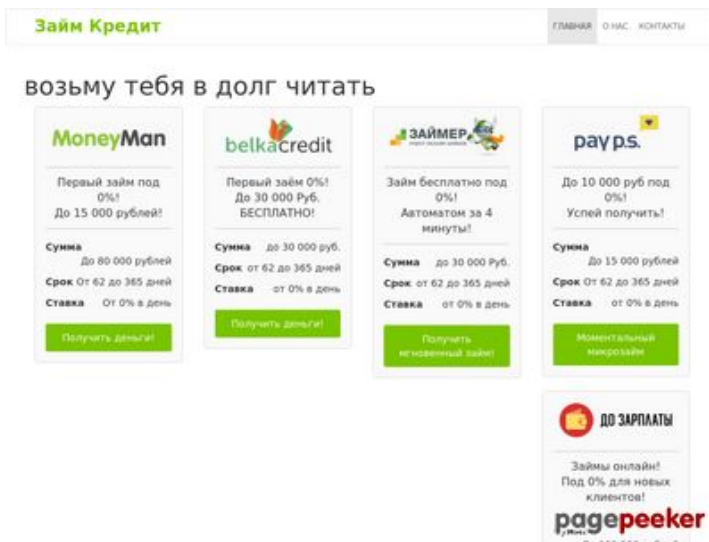 Займ Кредит
ГЛАВНАЯ О НАС КОНТАКТЫ
возьму тебя в долг читать
MoneyMan
Первый займ под
0%!
До 15 000 рублей!
Сумма
До 80 000 рублей
Срок От 62 до 365 дней
Ставка От 0% в день
Получить деньги!
belkacredit
Первый заём 0%!
До 30 000 Руб.
БЕСПЛАТНО!
Сумма до 30 000 руб.
Срок от 62 до 365 дней
Ставка от 0% в день
Получить деньги!
ЗАЙМЕР
Займ бесплатно под
0%!
Автоматом за 4
минуты!
Сумма до 30 000 Руб.
Срок от 62 до 365 дней
Ставка от 0% в день
Получить
мгновенный займ!
pay p.s.
До 10 000 руб под
0%!
Успей получить!
Сумма
До 15 000 рублей
Срок От 62 до 365 дней
Ставка от 0% в день
Моментальный
микрозайм
ДО ЗАРПЛАТЫ
Займы онлайн!
Под 0% для новых
клиентов!
pagepeeker